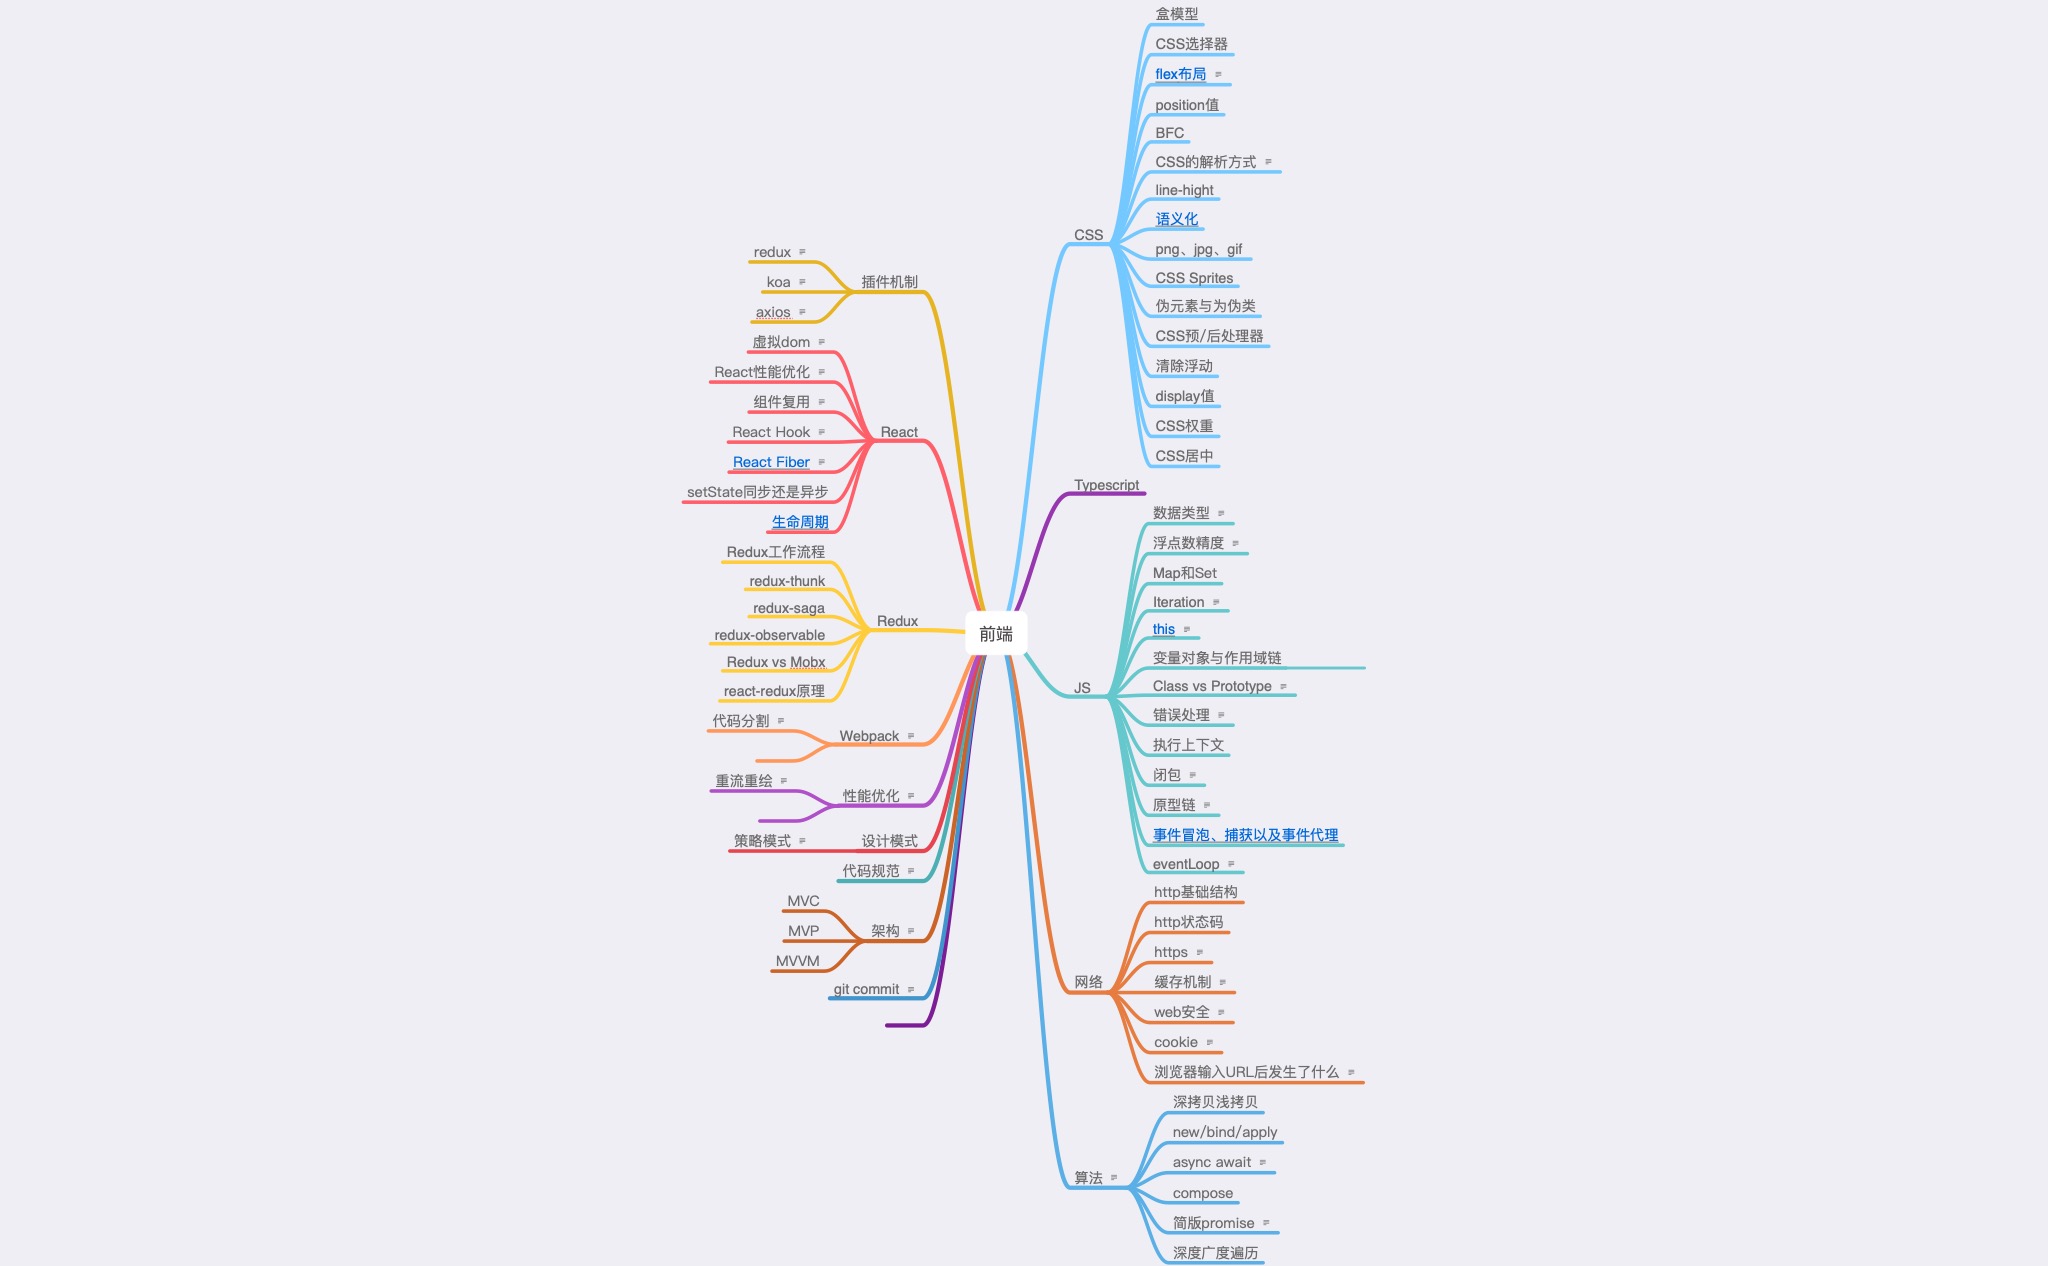 前端
CSS
盒模型
CSS选择器
flex布局
position值
BFC
CSS的解析方式
line-hight
语义化
png、jpg、gif
CSS Sprites
伪元素与为伪类
CSS预/后处理器
清除浮动
display值
CSS权重
CSS居中
Typescript
JS
数据类型
浮点数精度
Map和Set
Iteration
this
变量对象与作用域链
Class vs Prototype
错误处理
执行上下文
闭包
原型链
事件冒泡、捕获以及事件代理
eventLoop
网络
http基础结构
http状态码
https
缓存机制
web安全
cookie
浏览器输入URL后发生了什么
算法
深拷贝浅拷贝
new/bind/apply
async await
compose
简版promise
深度广度遍历
插件机制
redux
koa
axios
React
虚拟dom
React性能优化
组件复用
React Hook
React Fiber
setState同步还是异步
生命周期
Redux
Redux工作流程
redux-thunk
redux-saga
redux-observable
Redux vs Mobx
react-redux原理
Webpack
代码分割
性能优化
重流重绘
设计模式
策略模式
代码规范
架构
MVC
MVP
MVVM
git commit